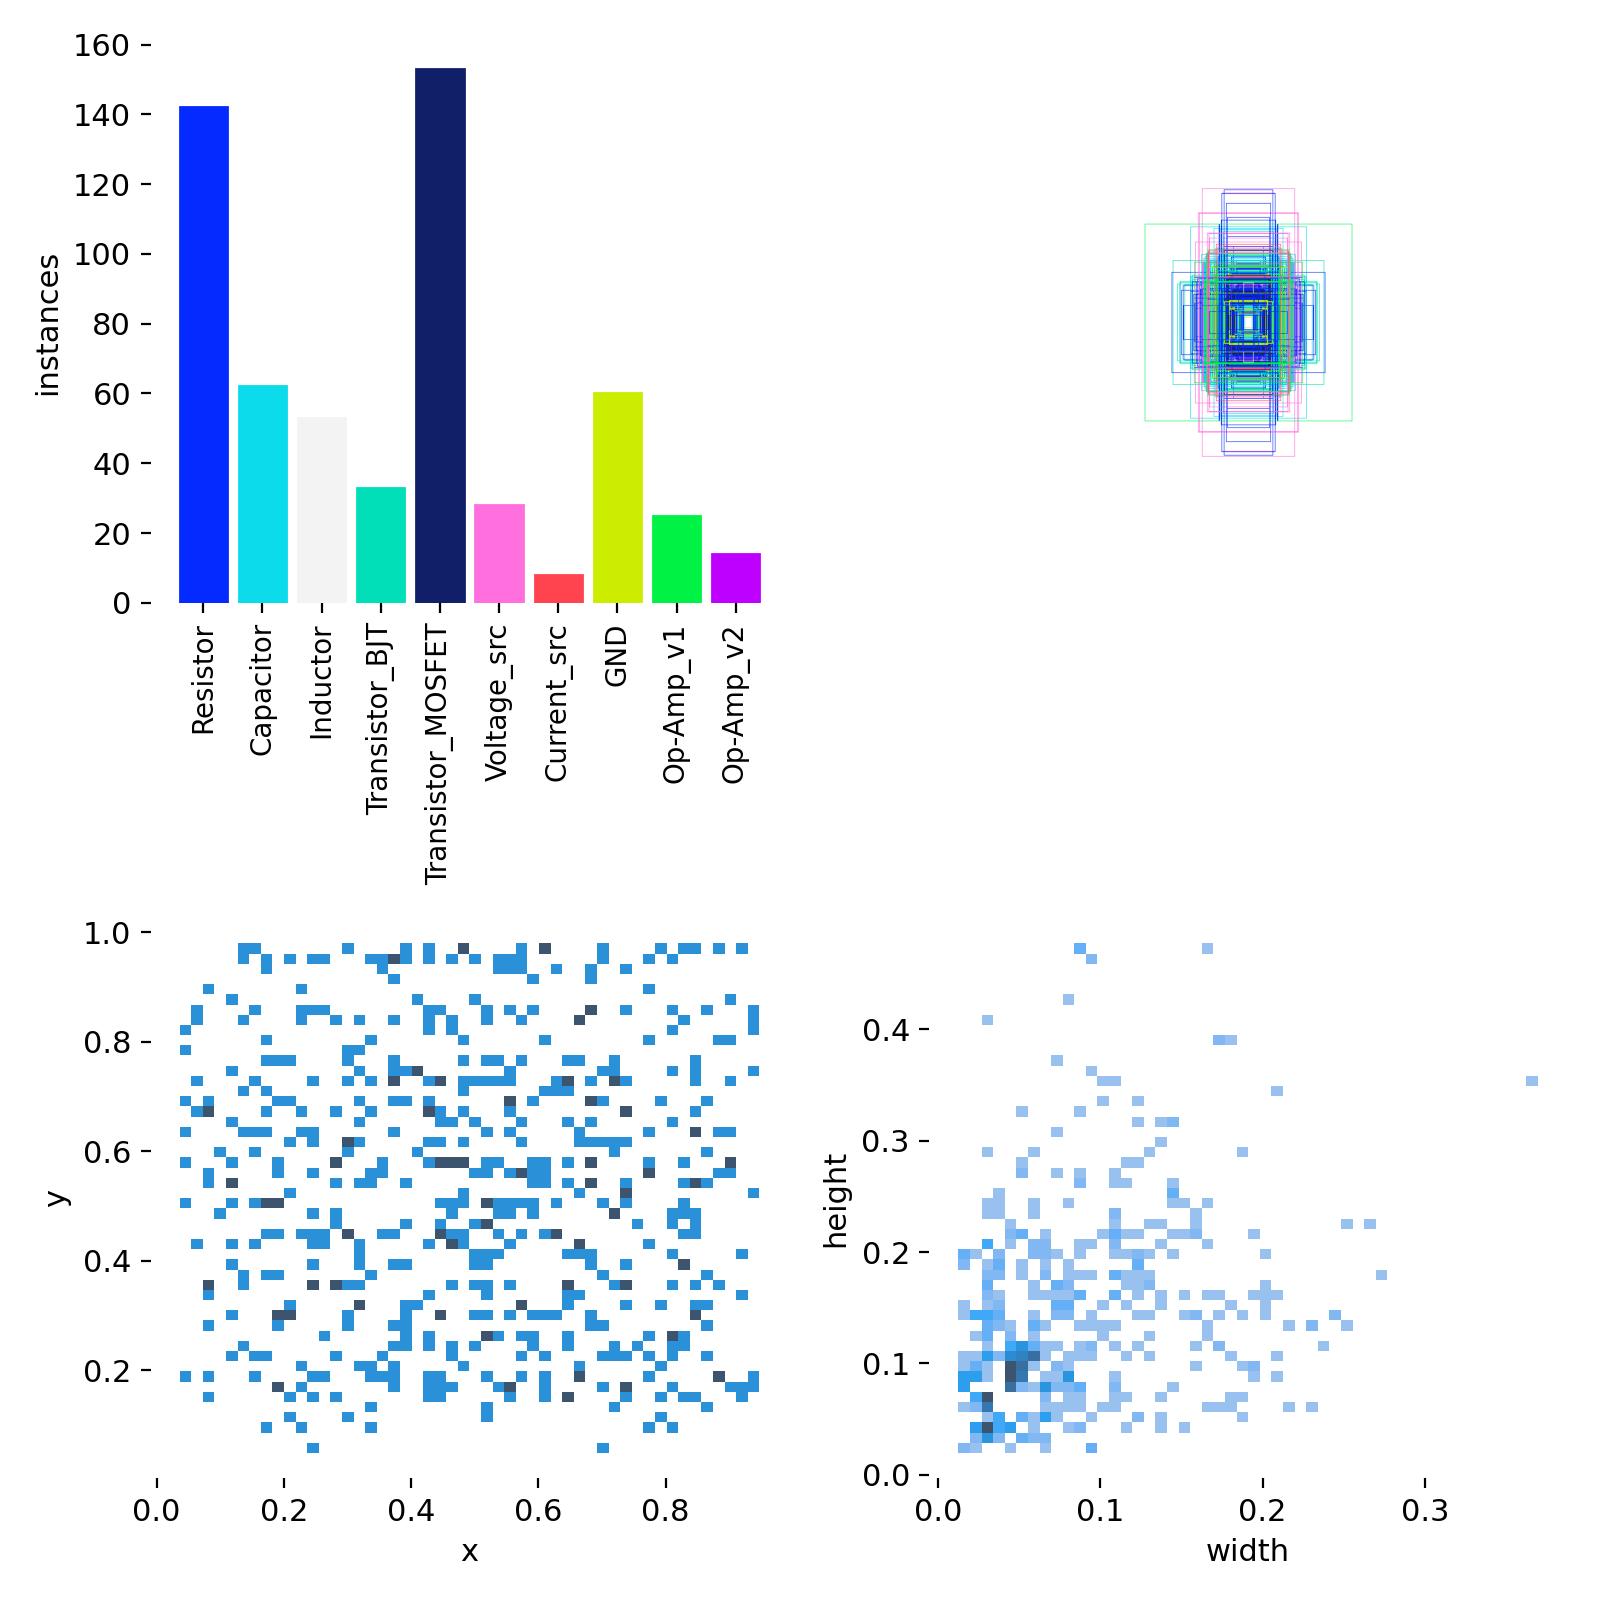 160
140
120
100
80
60
40
20
0
instances
Resistor
Capacitor
Inductor
Transistor_BJT
Transistor_MOSFET
Voltage_src
Current_src
GND
Op-Amp_v1
Op-Amp_v2
1.0
0.8
0.6
0.4
0.2
y
0.0 0.2 0.4 0.6 0.8
x
0.4
0.3
0.2
0.1
0.0
height
0.0 0.1 0.2 0.3
width